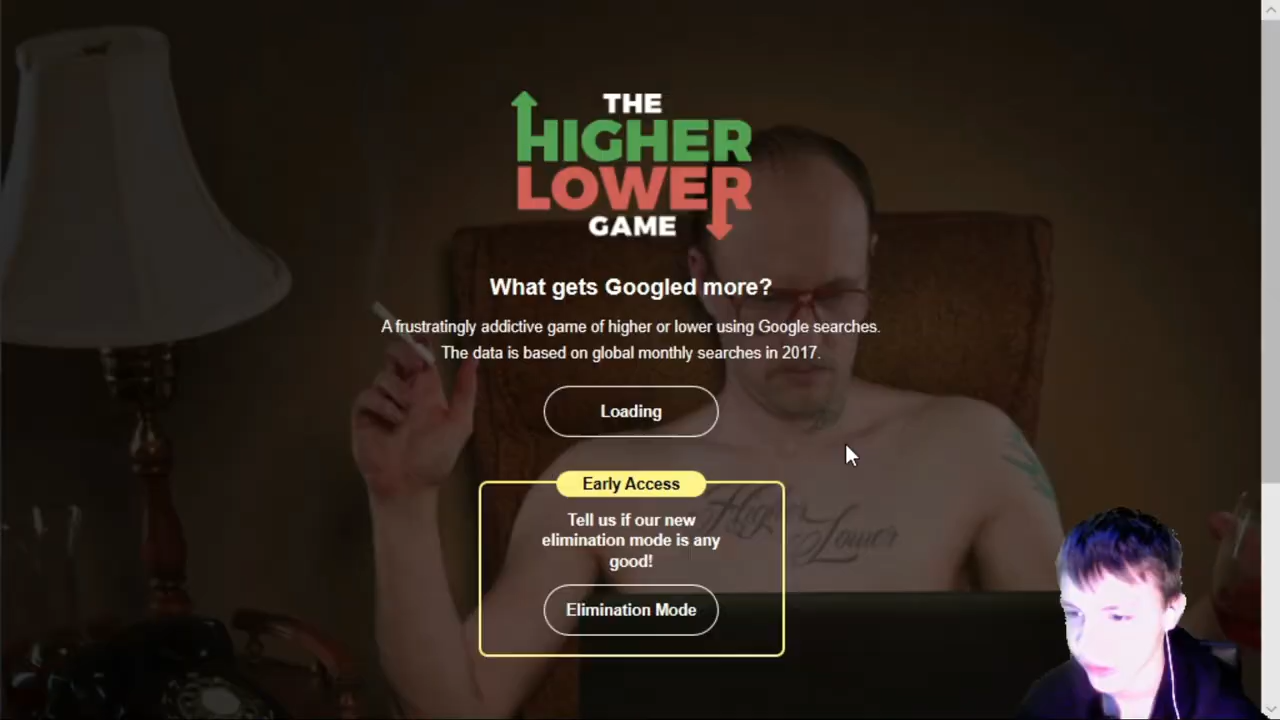 THE
HIGHER
LOWER
GAME
What gets Googled more?
A frustratingly addictive game of higher or lower using Google searches.
The data is based on global monthly searches in 2017.
Loading
Early Access
Tell us if our new
elimination mode is any
good!
Higher
Lower
Elimination Mode